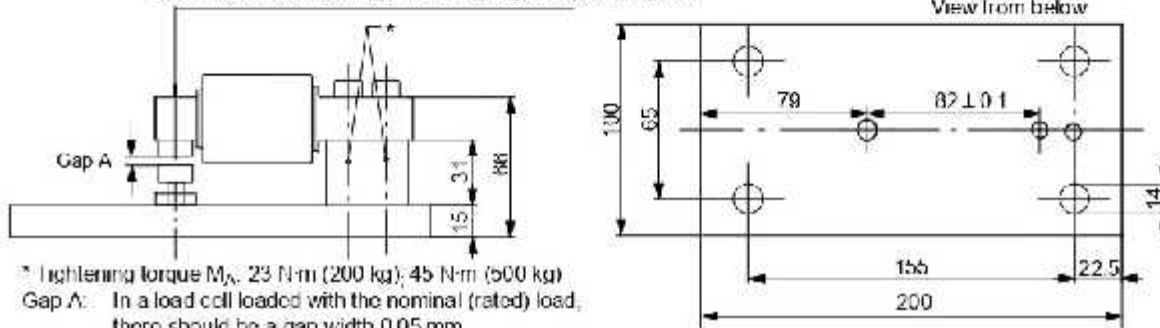 View from below
*
Gap A
31
66
15
100
65
79
82 ± 0.1
14
155
22.5
200
* Tightening torque MA: 23 N·m (200 kg); 45 N·m (500 kg)
Gap A: In a load cell loaded with the nominal (rated) load,
there should be a gap width 0.05 mm